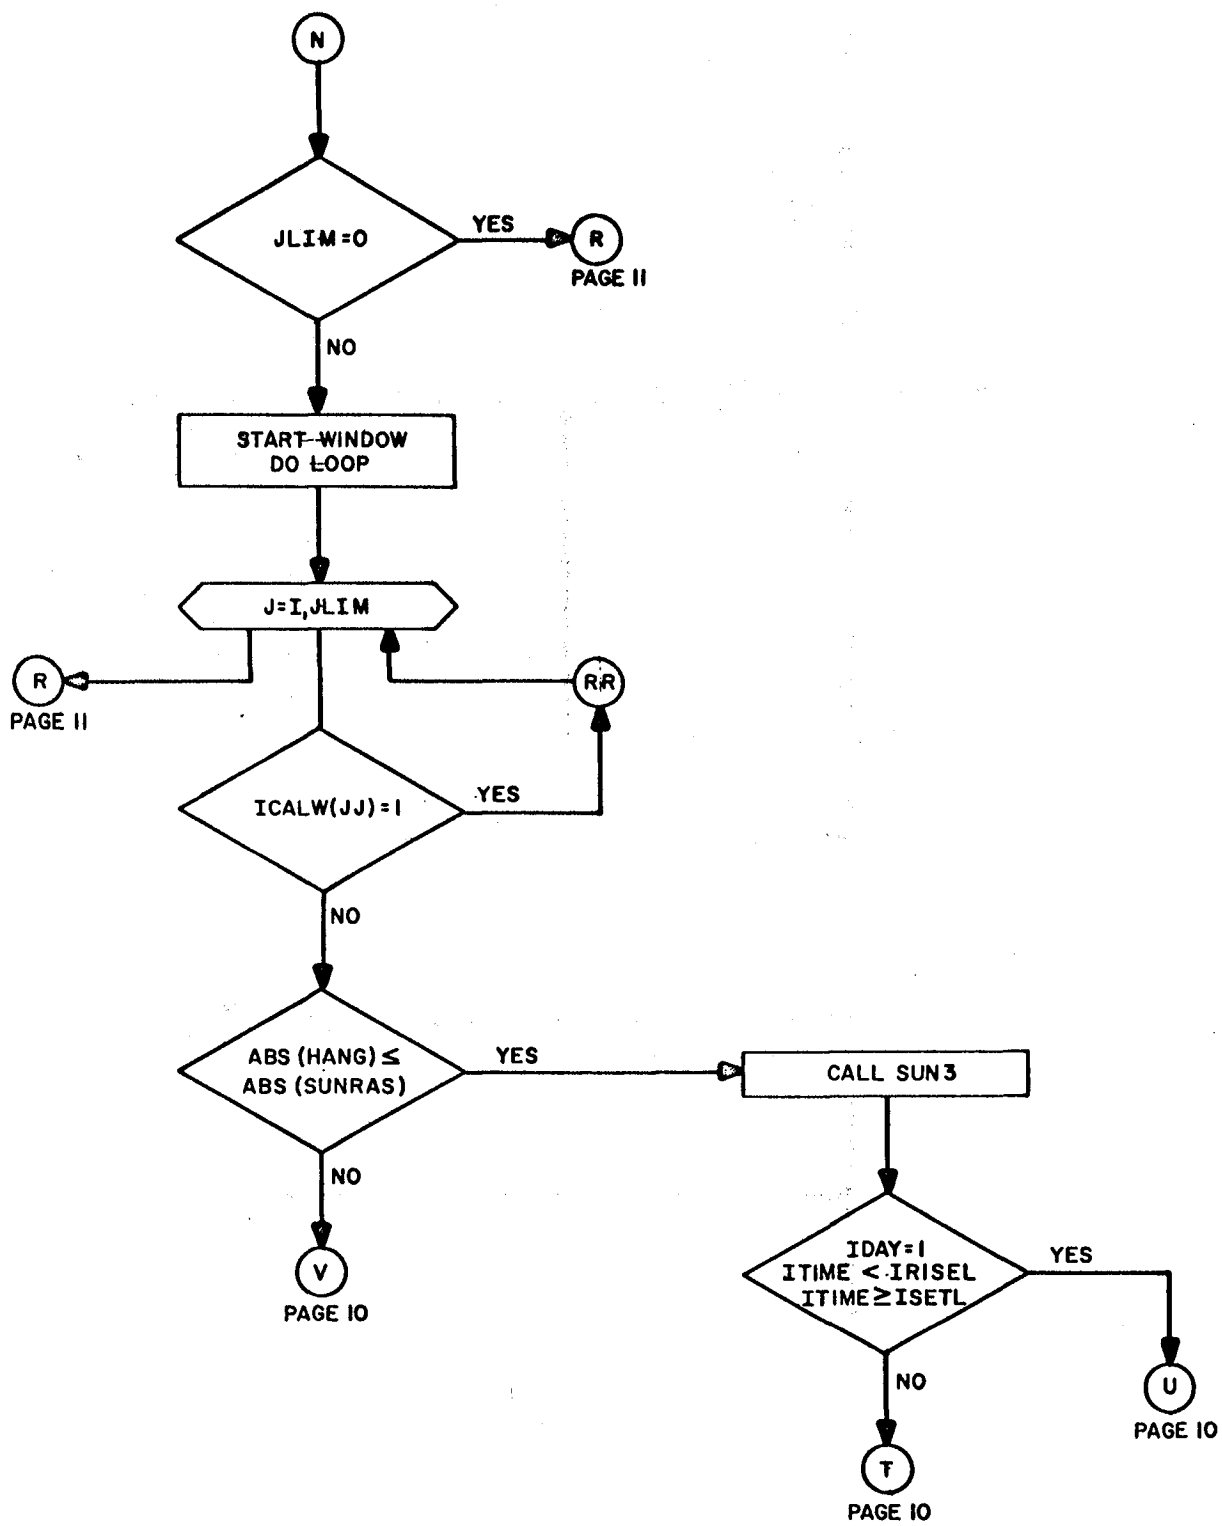 N
JLIM=0
YES
R
PAGE 11
NO
START WINDOW
DO LOOP
J=I,JLIM
R
PAGE 11
RR
ICALW(JJ)=1
YES
NO
ABS (HANG) ≤
ABS (SUNRAS)
YES
CALL SUN3
NO
V
PAGE 10
IDAY=1
ITIME < IRISEL
ITIME≥ISETL
YES
U
PAGE 10
NO
T
PAGE 10